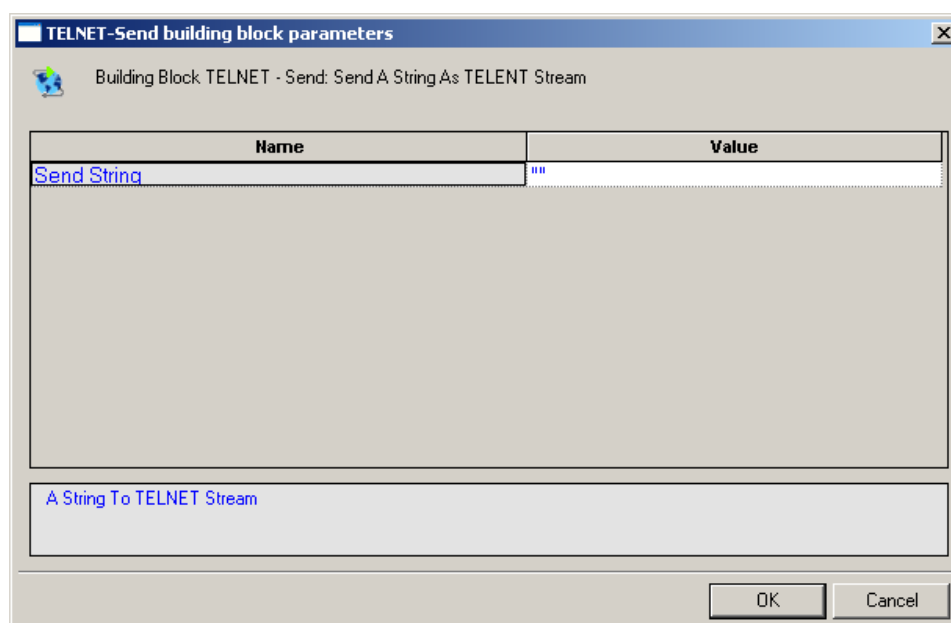 TELNET-Send building block parameters
Building Block TELNET - Send: Send A String As TELENT Stream
Name Value
Send String ""
A String To TELNET Stream
OK Cancel